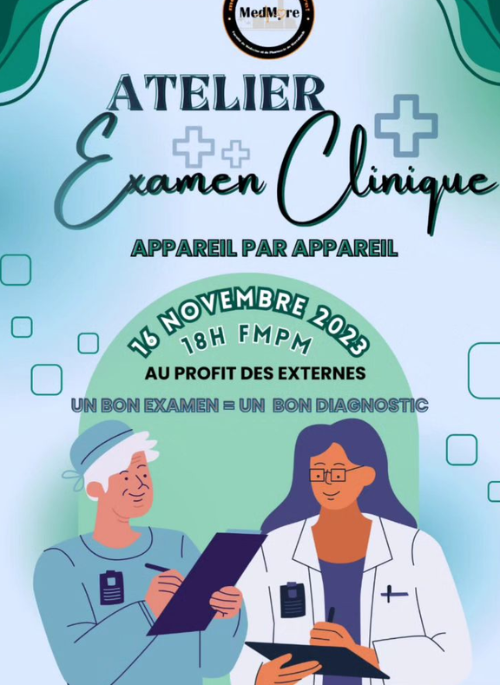 MedMore
ATELIER
Examen Clinique
APPAREIL PAR APPAREIL
16 NOVEMBRE 2023
18H FMPM
AU PROFIT DES EXTERNES
UN BON EXAMEN = UN BON DIAGNOSTIC